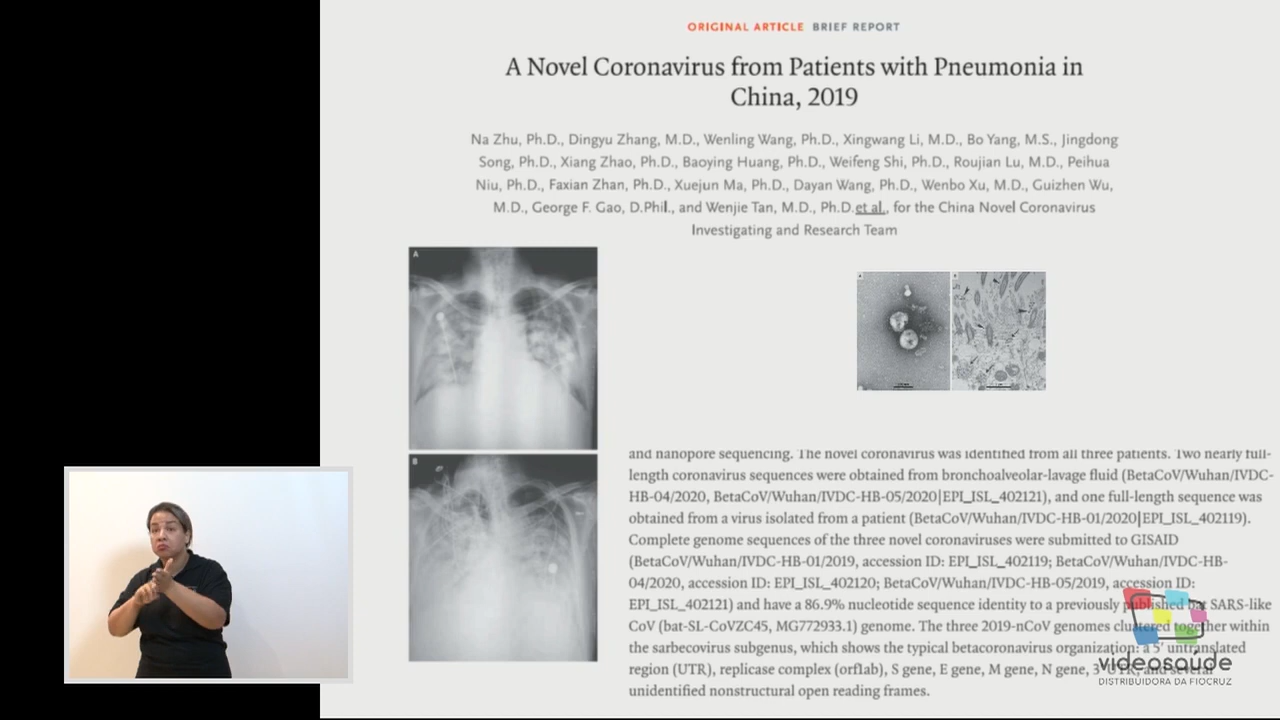 ORIGINAL ARTICLE BRIEF REPORT
A Novel Coronavirus from Patients with Pneumonia in
China, 2019
Na Zhu, Ph.D., Dingyu Zhang, M.D., Wenling Wang, Ph.D., Xingwang Li, M.D., Bo Yang, M.S., Jingdong
Song, Ph.D., Xiang Zhao, Ph.D., Baoying Huang, Ph.D., Weifeng Shi, Ph.D., Roujian Lu, M.D., Peihua
Niu, Ph.D., Faxian Zhan, Ph.D., Xuejun Ma, Ph.D., Dayan Wang, Ph.D., Wenbo Xu, M.D., Guizhen Wu,
M.D., George F. Gao, D.Phil., and Wenjie Tan, M.D., Ph.D.et al., for the China Novel Coronavirus
Investigating and Research Team
A
B
and nanopore sequencing. The novel coronavirus was identified from all three patients. Two nearly full-
length coronavirus sequences were obtained from bronchoalveolar-lavage fluid (BetaCoV/Wuhan/IVDC-
HB-04/2020, BetaCoV/Wuhan/IVDC-HB-05/2020|EPI_ISL_402121), and one full-length sequence was
obtained from a virus isolated from a patient (BetaCoV/Wuhan/IVDC-HB-01/2020|EPI_ISL_402119).
Complete genome sequences of the three novel coronaviruses were submitted to GISAID
(BetaCoV/Wuhan/IVDC-HB-01/2019, accession ID: EPI_ISL_402119; BetaCoV/Wuhan/IVDC-HB-
04/2020, accession ID: EPI_ISL_402120; BetaCoV/Wuhan/IVDC-HB-05/2019, accession ID:
EPI_ISL_402121) and have a 86.9% nucleotide sequence identity to a previously published bat SARS-like
CoV (bat-SL-CoVZC45, MG772933.1) genome. The three 2019-nCoV genomes clustered together within
the sarbecovirus subgenus, which shows the typical betacoronavirus organization: a 5' untranslated
region (UTR), replicase complex (orf1ab), S gene, E gene, M gene, N gene, 3' UTR, and several
unidentified nonstructural open reading frames.
videosaúde
DISTRIBUIDORA DA FIOCRUZ